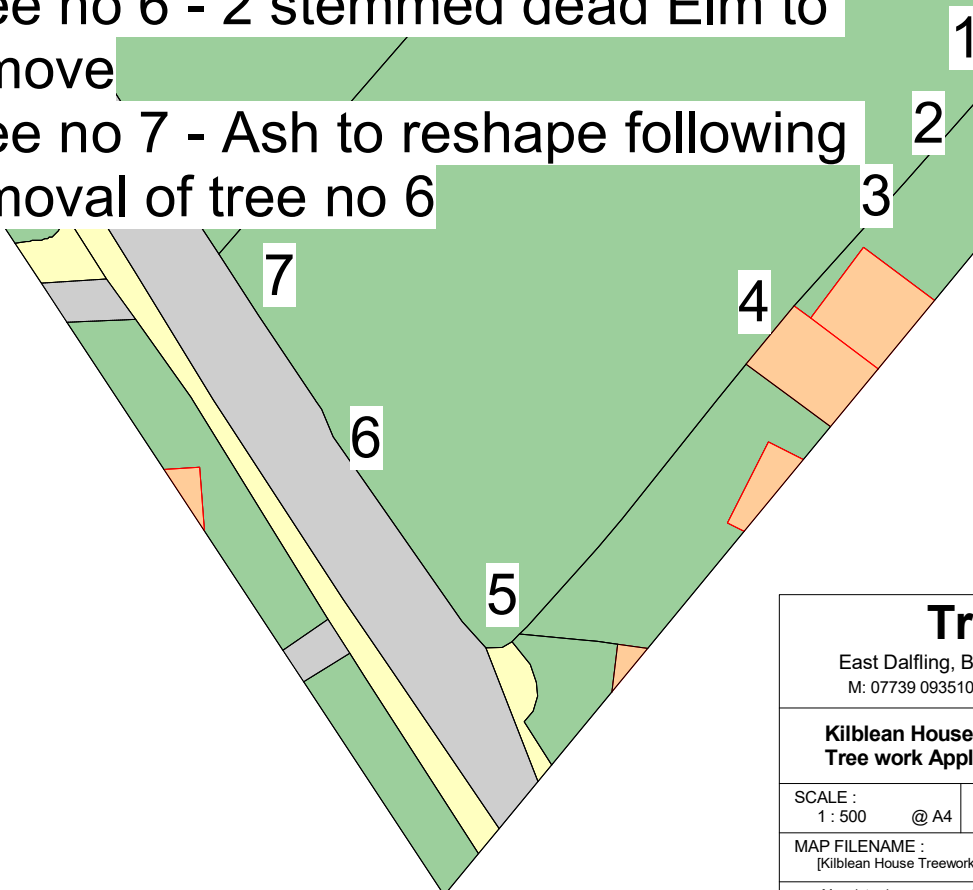 ee no 6 - 2 stemmed dead Elm to
move
ee no 7 - Ash to reshape following
moval of tree no 6
1
2
3
4
7
6
5
Tr
East Dalfling, B
M: 07739 093510
Kilblean House
Tree work Appl
SCALE :
1 : 500 @ A4
MAP FILENAME :
[Kilblean House Treework